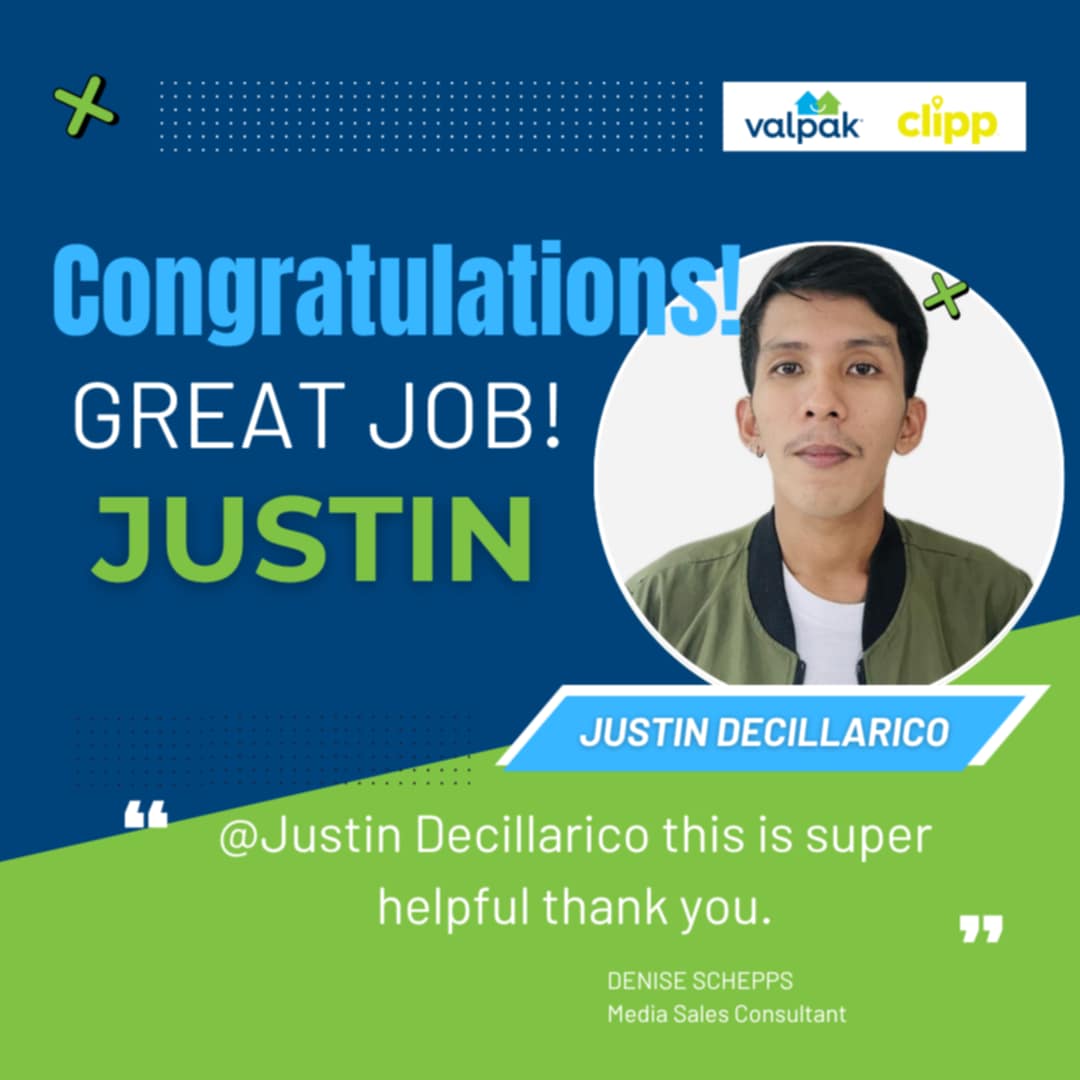 valpak clipp
Congratulations!
GREAT JOB!
JUSTIN
JUSTIN DECILLARICO
“ @Justin Decillarico this is super
helpful thank you. ”
DENISE SCHEPPS
Media Sales Consultant